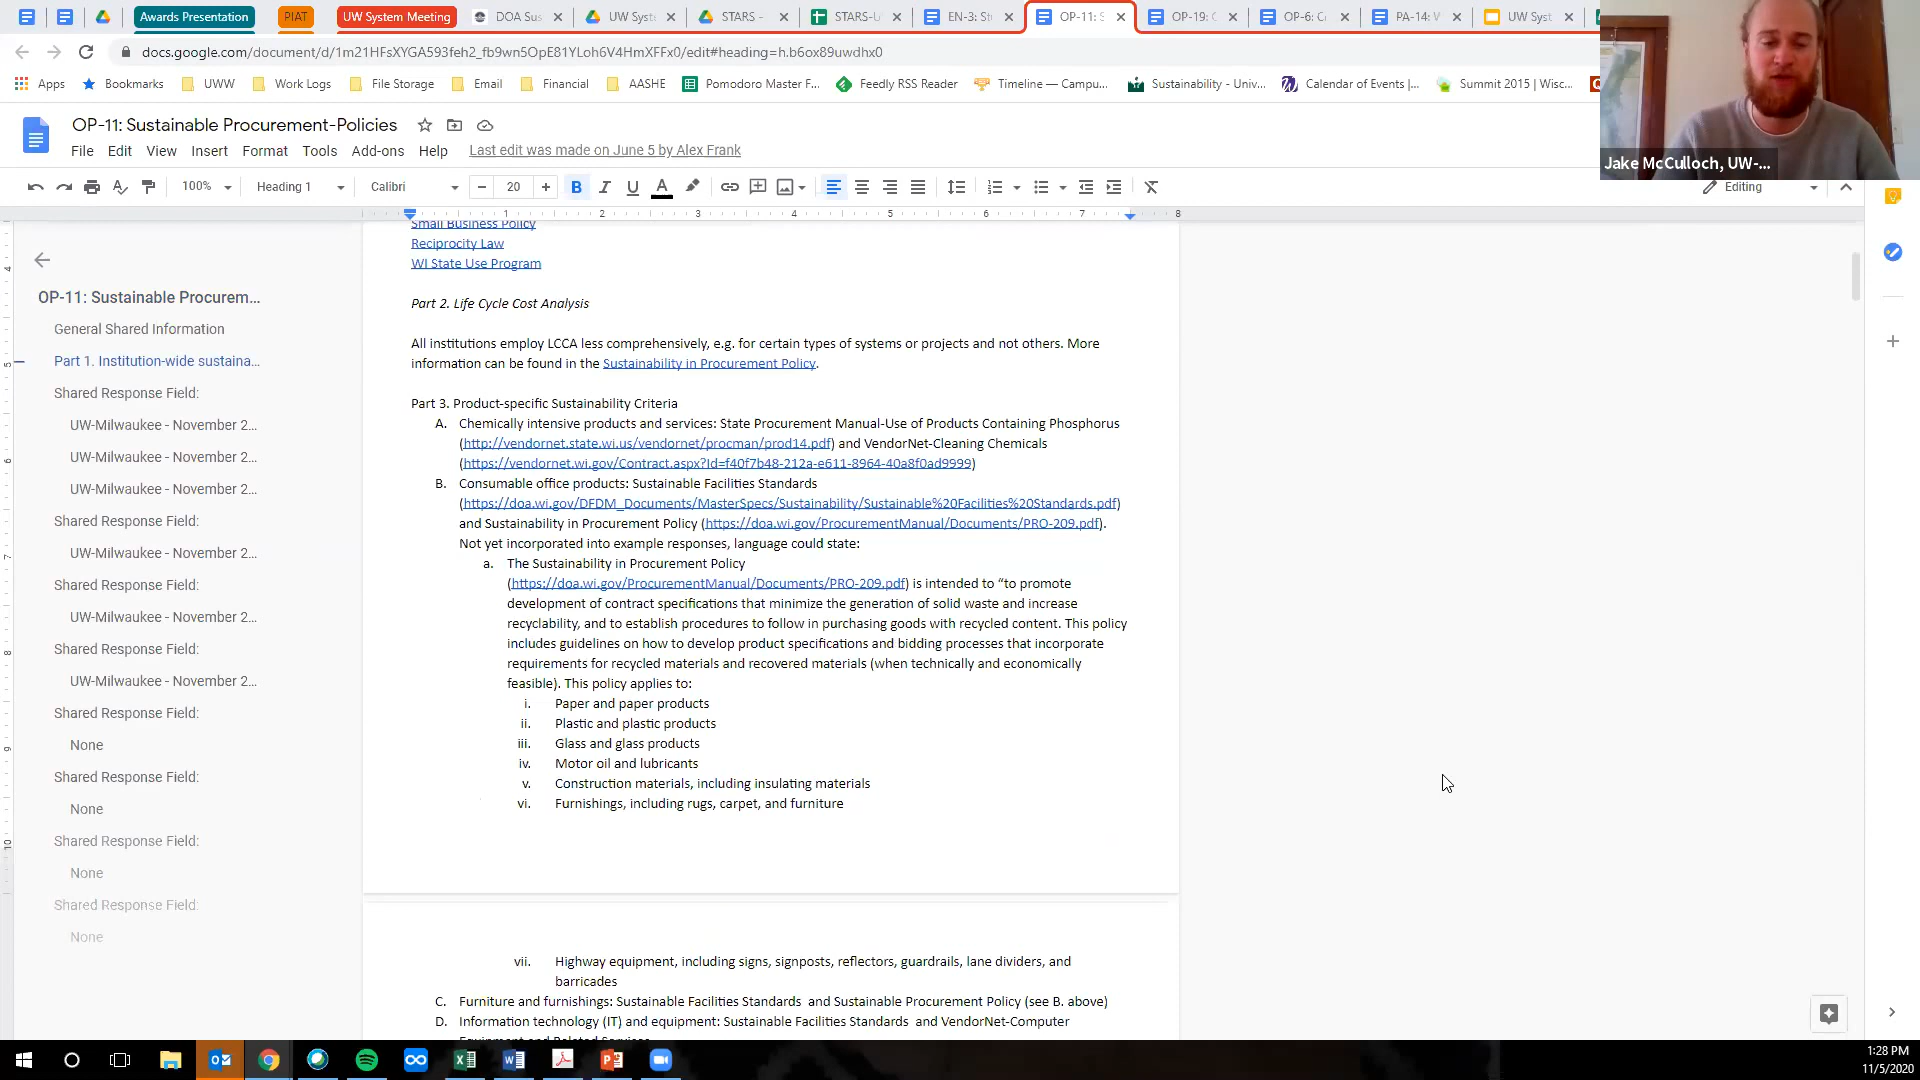 Awards Presentation
PIAT
UW System Meeting
DOA Sus
UW Syst
STARS -
STARS-U
EN-3: St
OP-11: S
OP-19: C
OP-6: C
PA-14: V
UW Syst
docs.google.com/document/d/1m21HFsXYGA593feh2_fb9wn5OpE81YLoh6V4HmXFFx0/edit#heading=h.b6ox89uwdhx0
Apps
Bookmarks
UWW
Work Logs
File Storage
Email
Financial
AASHE
Pomodoro Master F...
Feedly RSS Reader
Timeline — Campu...
Sustainability - Univ...
Calendar of Events |...
Summit 2015 | Wisc...
OP-11: Sustainable Procurement-Policies
File Edit View Insert Format Tools Add-ons Help
Last edit was made on June 5 by Alex Frank
Jake McCulloch, UW-...
100% Heading 1 Calibri 20
Editing
1 2 3 4 5 6 7 8
OP-11: Sustainable Procurem...
General Shared Information
Part 1. Institution-wide sustaina...
Shared Response Field:
UW-Milwaukee - November 2...
UW-Milwaukee - November 2...
UW-Milwaukee - November 2...
Shared Response Field:
UW-Milwaukee - November 2...
Shared Response Field:
UW-Milwaukee - November 2...
Shared Response Field:
UW-Milwaukee - November 2...
Shared Response Field:
None
Shared Response Field:
None
Shared Response Field:
None
Shared Response Field:
None
Small Business Policy
Reciprocity Law
WI State Use Program
Part 2. Life Cycle Cost Analysis
All institutions employ LCCA less comprehensively, e.g. for certain types of systems or projects and not others. More
information can be found in the Sustainability in Procurement Policy.
Part 3. Product-specific Sustainability Criteria
A. Chemically intensive products and services: State Procurement Manual-Use of Products Containing Phosphorus
(http://vendornet.state.wi.us/vendornet/procman/prod14.pdf) and VendorNet-Cleaning Chemicals
(https://vendornet.wi.gov/Contract.aspx?Id=f40f7b48-212a-e611-8964-40a8f0ad9999)
B. Consumable office products: Sustainable Facilities Standards
(https://doa.wi.gov/DFDM_Documents/MasterSpecs/Sustainability/Sustainable%20Facilities%20Standards.pdf)
and Sustainability in Procurement Policy (https://doa.wi.gov/ProcurementManual/Documents/PRO-209.pdf).
Not yet incorporated into example responses, language could state:
a. The Sustainability in Procurement Policy
(https://doa.wi.gov/ProcurementManual/Documents/PRO-209.pdf) is intended to “to promote
development of contract specifications that minimize the generation of solid waste and increase
recyclability, and to establish procedures to follow in purchasing goods with recycled content. This policy
includes guidelines on how to develop product specifications and bidding processes that incorporate
requirements for recycled materials and recovered materials (when technically and economically
feasible). This policy applies to:
i. Paper and paper products
ii. Plastic and plastic products
iii. Glass and glass products
iv. Motor oil and lubricants
v. Construction materials, including insulating materials
vi. Furnishings, including rugs, carpet, and furniture
vii. Highway equipment, including signs, signposts, reflectors, guardrails, lane dividers, and
barricades
C. Furniture and furnishings: Sustainable Facilities Standards and Sustainable Procurement Policy (see B. above)
D. Information technology (IT) and equipment: Sustainable Facilities Standards and VendorNet-Computer
Equipment and Related Services
1:28 PM
11/5/2020